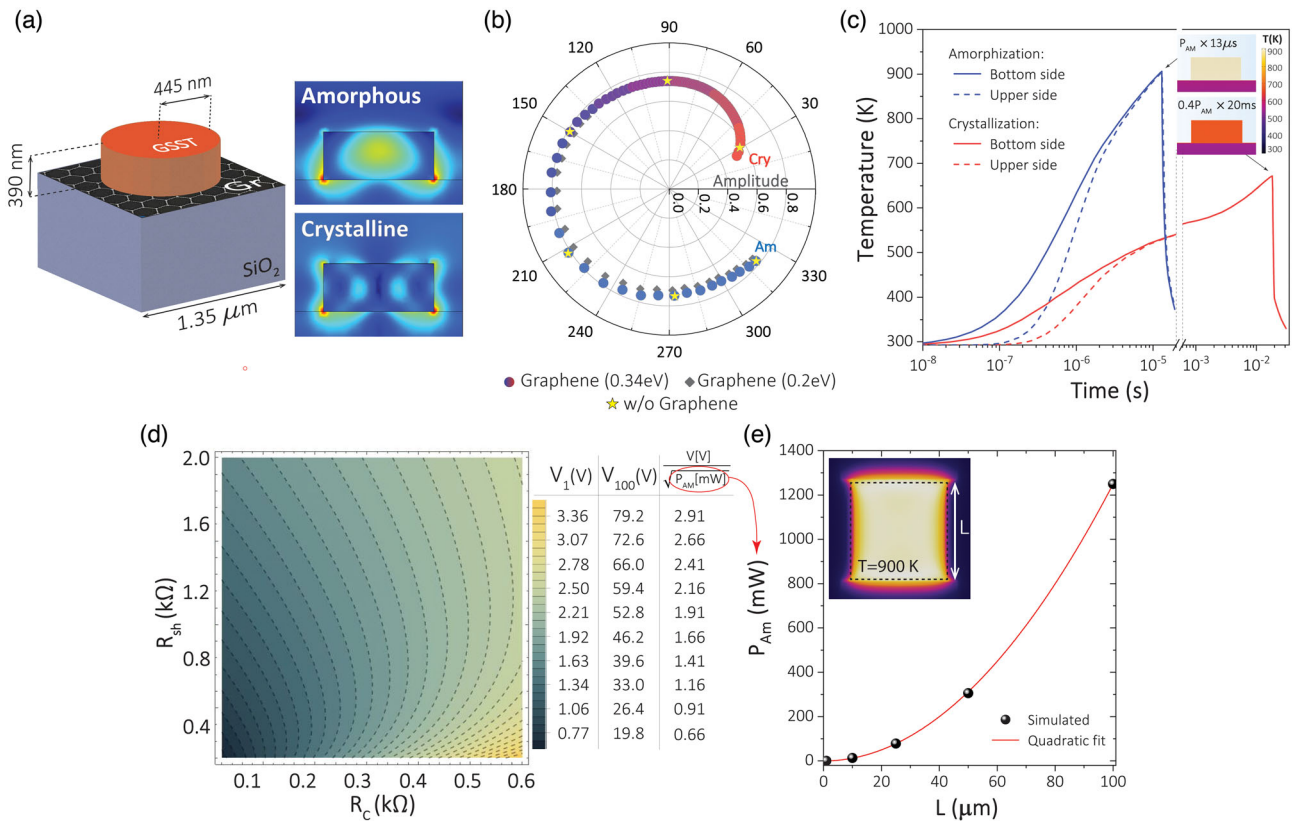 (a)
445 nm
390 nm
GSST
Gr
SiO2
1.35 μm
Amorphous
Crystalline
(b)
90
120
60
150
30
180
210
330
240
300
270
0.0
0.2
0.4
0.6
0.8
Amplitude
Cry
Am
Graphene (0.34eV)
Graphene (0.2eV)
w/o Graphene
(c)
Temperature (K)
1000
900
800
700
600
500
400
300
Amorphization:
Bottom side
Upper side
Crystallization:
Bottom side
Upper side
PAM × 13μs
0.4PAM × 20ms
T(K)
900
800
700
600
500
400
300
10-8
10-7
10-6
10-5
10-3
10-2
Time (s)
(d)
Rsh (kΩ)
2.0
1.6
1.2
0.8
0.4
0.1
0.2
0.3
0.4
0.5
0.6
RC (kΩ)
V1(V) V100(V) V[V]/√PAM[mW]
3.36 79.2 2.91
3.07 72.6 2.66
2.78 66.0 2.41
2.50 59.4 2.16
2.21 52.8 1.91
1.92 46.2 1.66
1.63 39.6 1.41
1.34 33.0 1.16
1.06 26.4 0.91
0.77 19.8 0.66
(e)
PAm (mW)
1400
1200
1000
800
600
400
200
0
L
T=900 K
Simulated
Quadratic fit
0
20
40
60
80
100
L (μm)